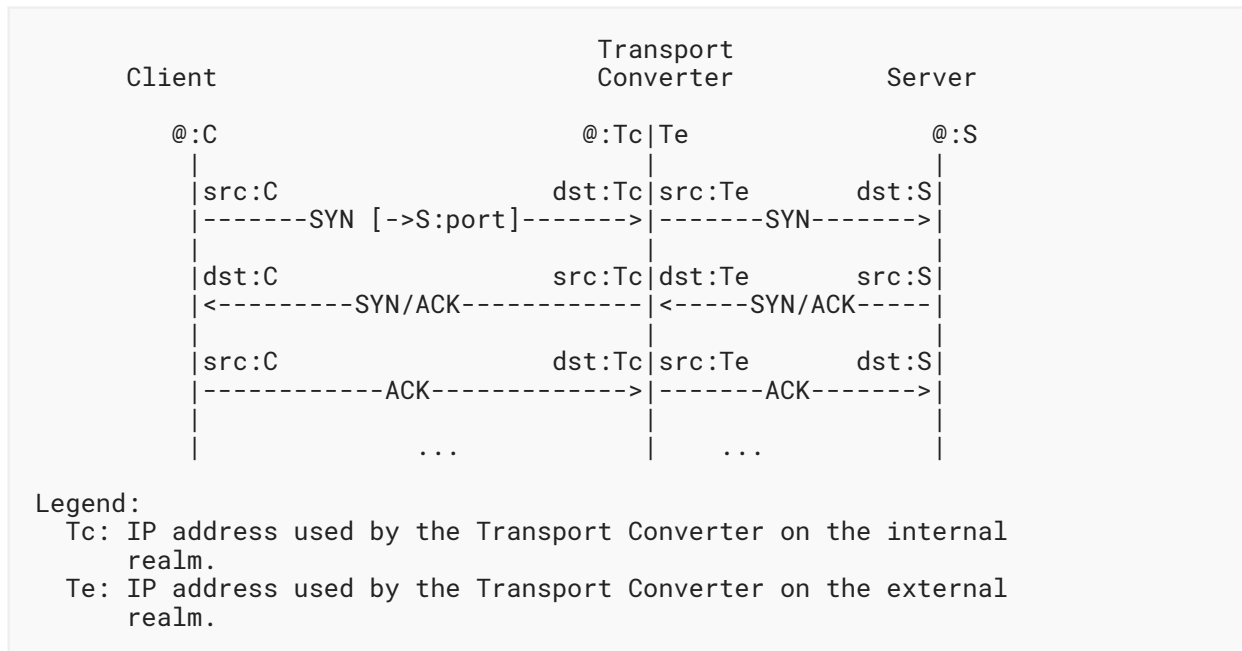 Transport
      Client                         Converter          Server

         @:C                        @:Tc|Te                @:S
          |                             |                  |
          |src:C                  dst:Tc|src:Te       dst:S|
          |-------SYN [->S:port]------->|-------SYN------->|
          |                             |                  |
          |dst:C                  src:Tc|dst:Te       src:S|
          |<---------SYN/ACK------------|<-----SYN/ACK-----|
          |                             |                  |
          |src:C                  dst:Tc|src:Te       dst:S|
          |------------ACK------------->|-------ACK------->|
          |                             |                  |
          |              ...            |    ...           |
Legend:
  Tc: IP address used by the Transport Converter on the internal
      realm.
  Te: IP address used by the Transport Converter on the external
      realm.